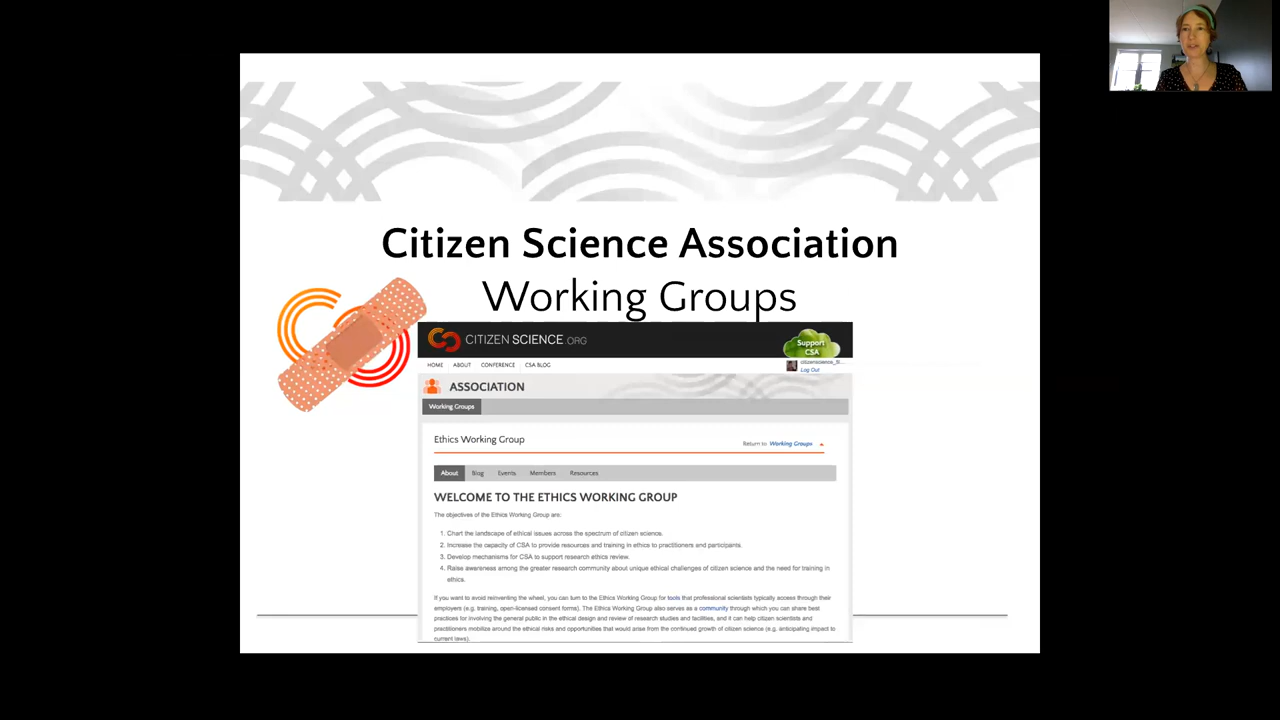 Citizen Science Association
Working Groups
CITIZEN SCIENCE.ORG
Support
CSA
HOME ABOUT CONFERENCE CSA BLOG
citizenscience_Sl...
Log Out
ASSOCIATION
Working Groups
Ethics Working Group
Return to Working Groups
About Blog Events Members Resources
WELCOME TO THE ETHICS WORKING GROUP
The objectives of the Ethics Working Group are:
1. Chart the landscape of ethical issues across the spectrum of citizen science.
2. Increase the capacity of CSA to provide resources and training in ethics to practitioners and participants.
3. Develop mechanisms for CSA to support research ethics review.
4. Raise awareness among the greater research community about unique ethical challenges of citizen science and the need for training in
ethics.
If you want to avoid reinventing the wheel, you can turn to the Ethics Working Group for tools that professional scientists typically access through their
employers (e.g. training, open-licensed consent forms). The Ethics Working Group also serves as a community through which you can share best
practices for involving the general public in the ethical design and review of research studies and facilities, and it can help citizen scientists and
practitioners mobilize around the ethical risks and opportunities that would arise from the continued growth of citizen science (e.g. anticipating impact to
current laws).